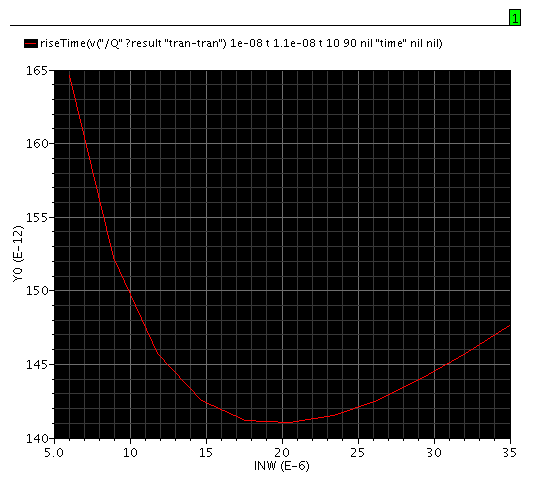 1
riseTime(v("/Q" ?result "tran-tran") 1e-08 t 1.1e-08 t 10 90 nil "time" nil nil)
165
160
155
Y0 (E-12)
150
145
140
5.0 10 15 20 25 30 35
INW (E-6)